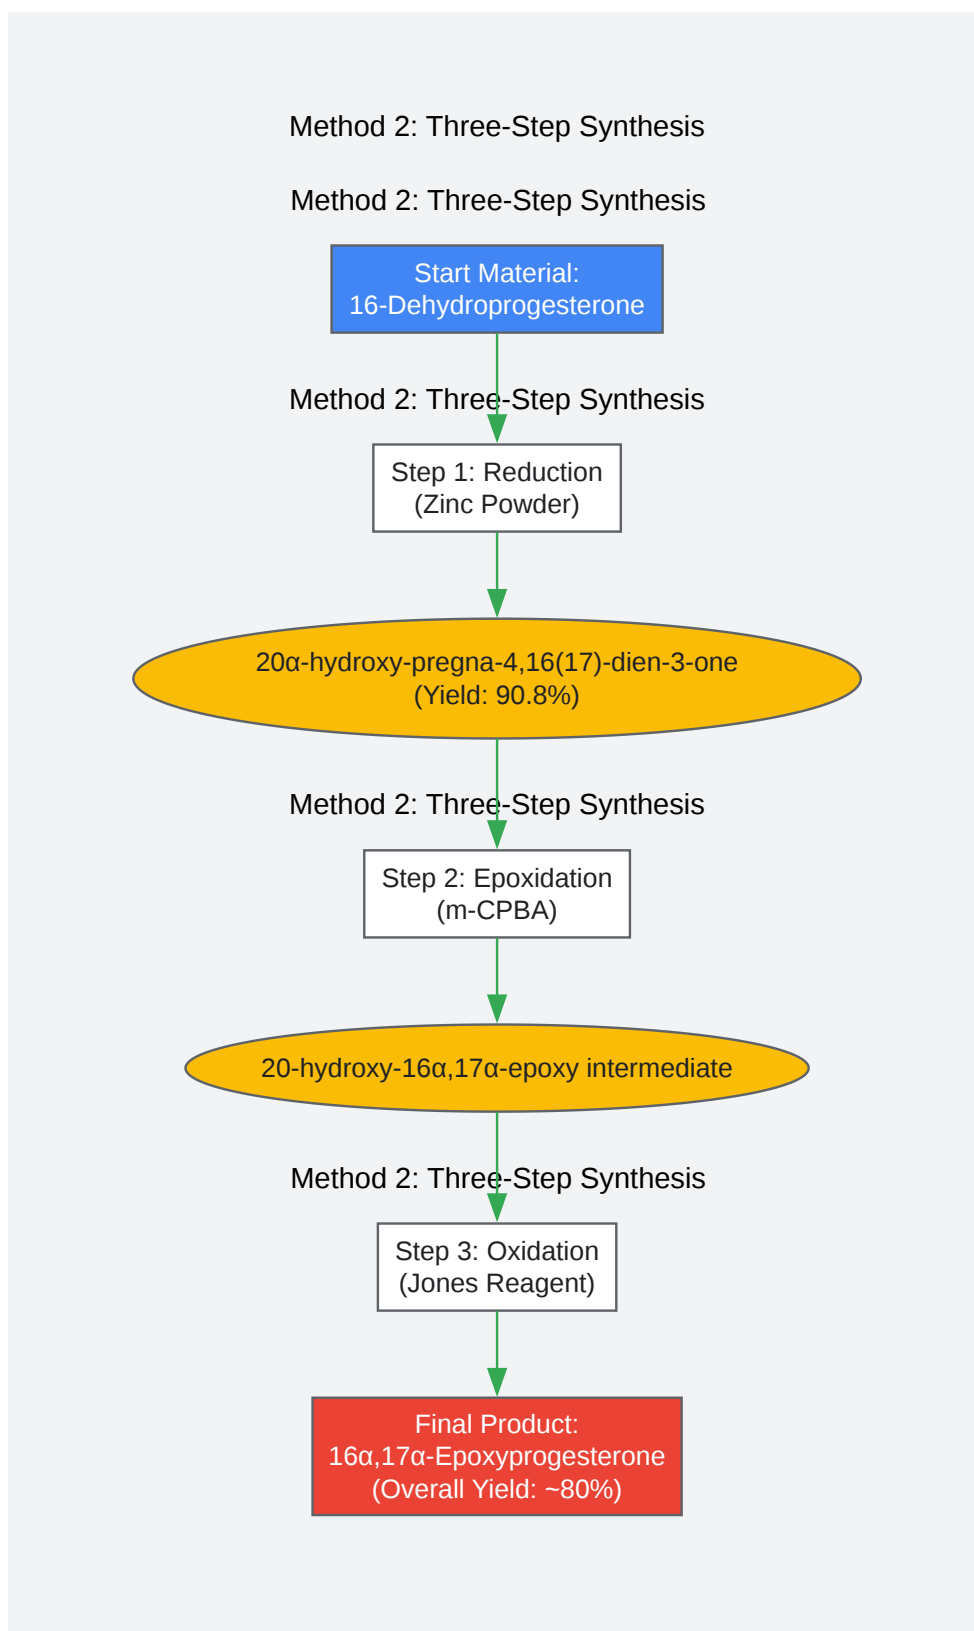 Method 2: Three-Step Synthesis
Method 2: Three-Step Synthesis
Start Material:
16-Dehydroprogesterone
Method 2: Three-Step Synthesis
Step 1: Reduction
(Zinc Powder)
20α-hydroxy-pregna-4,16(17)-dien-3-one
(Yield: 90.8%)
Method 2: Three-Step Synthesis
Step 2: Epoxidation
(m-CPBA)
20-hydroxy-16α,17α-epoxy intermediate
Method 2: Three-Step Synthesis
Step 3: Oxidation
(Jones Reagent)
Final Product:
16α,17α-Epoxyprogesterone
(Overall Yield: ~80%)